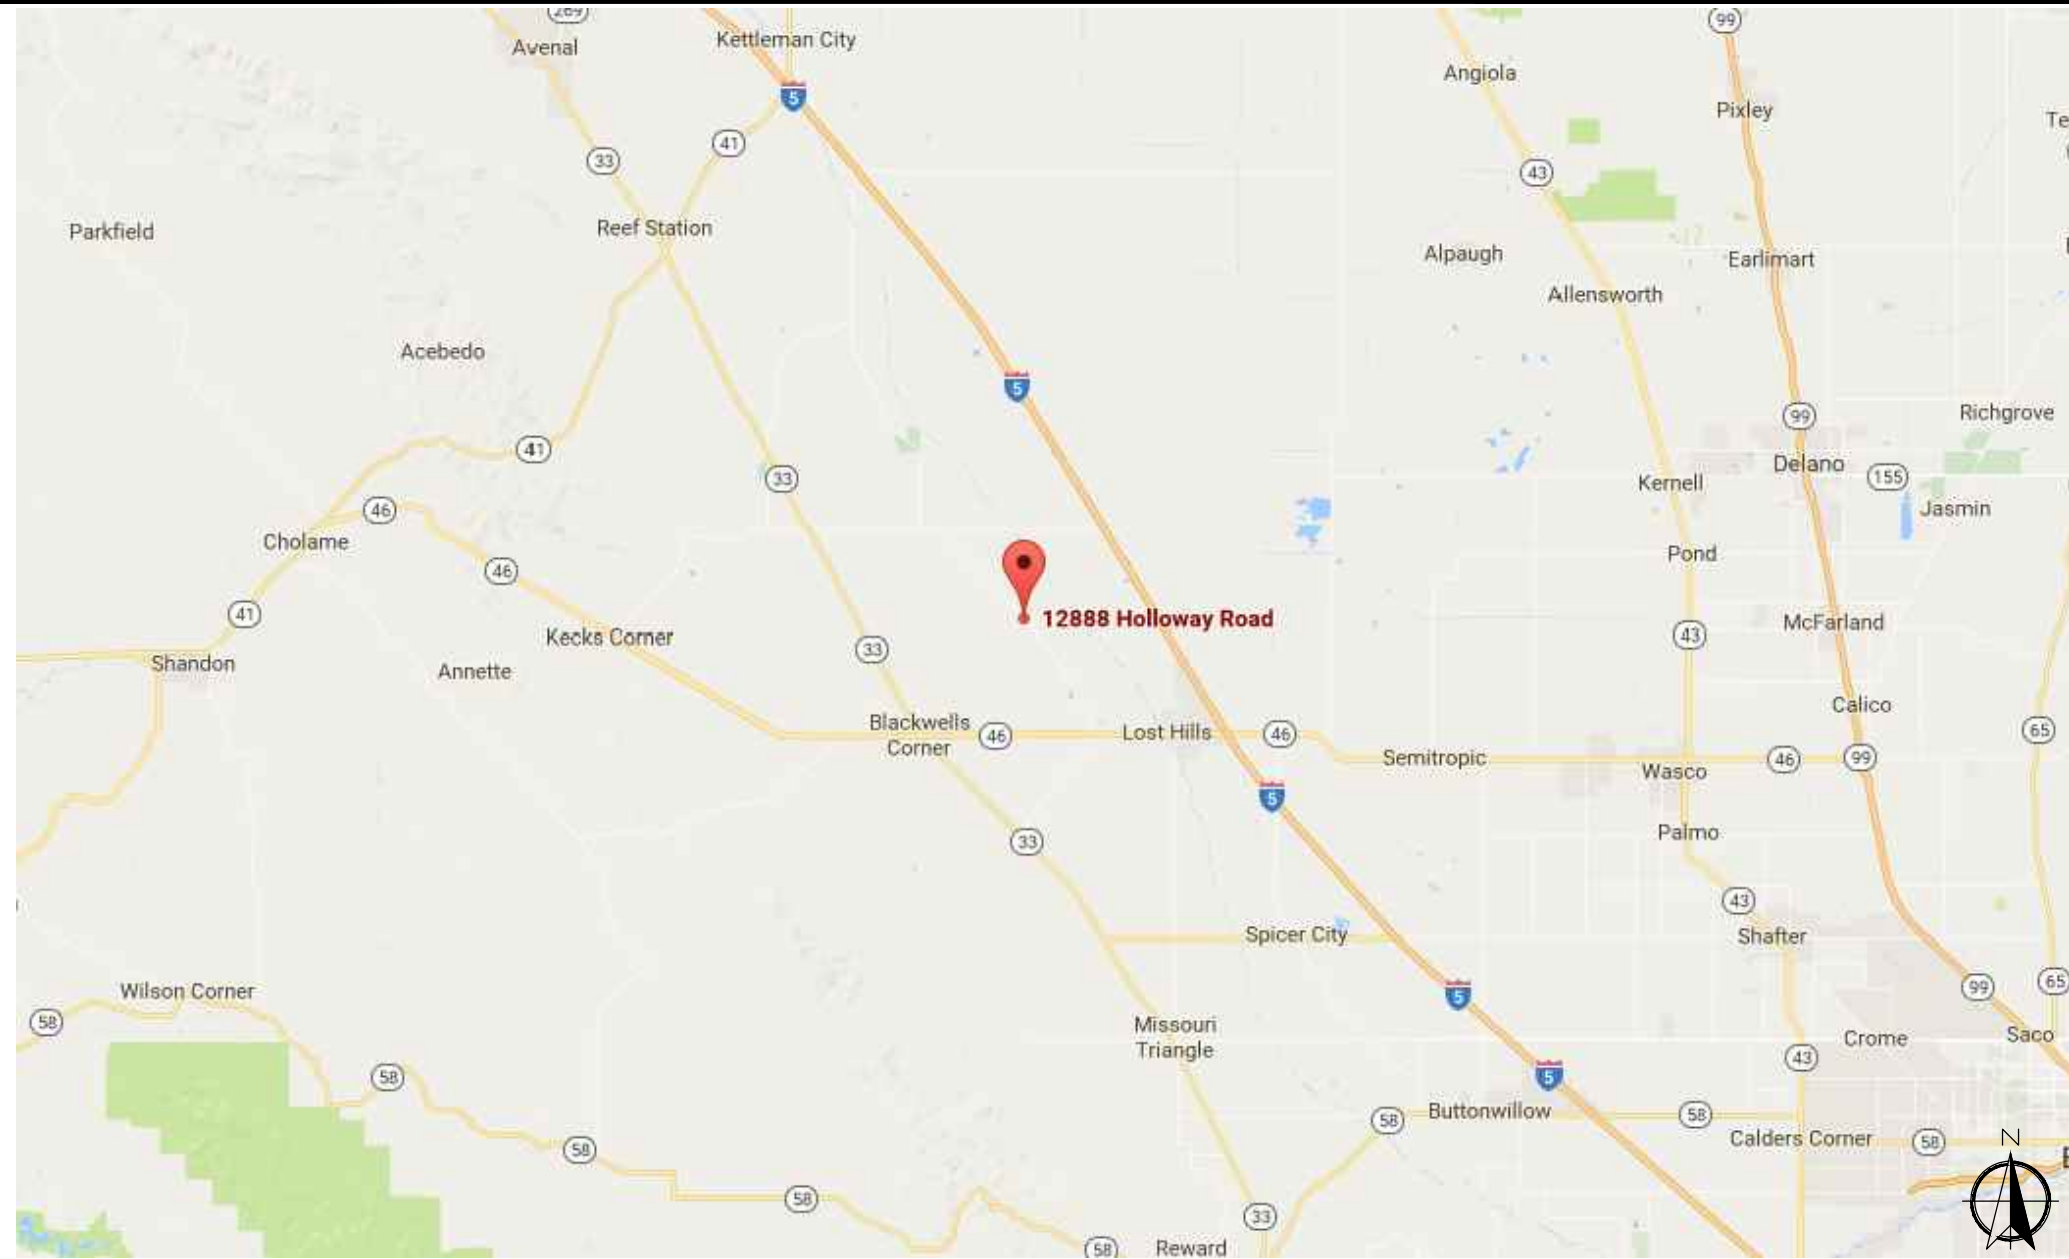 269
99
Avenal
Kettleman City
Angiola
5
Pixley
Te
41
33
43
Parkfield
Reef Station
Alpaugh
Earlimart
Allensworth
Acebedo
5
Richgrove
99
41
Delano
33
Kernell
155
46
Jasmin
Cholame
Pond
46
41
12888 Holloway Road
McFarland
Kecks Corner
43
33
Shandon
Annette
Calico
Blackwells
Corner
46
Lost Hills
46
65
Semitropic
46
99
Wasco
5
Palmo
33
43
Spicer City
Shafter
Wilson Corner
99
65
5
58
Missouri
Triangle
Crome
Saco
43
58
5
Buttonwillow
58
58
Calders Corner
58
N
58
58
33
58
Reward